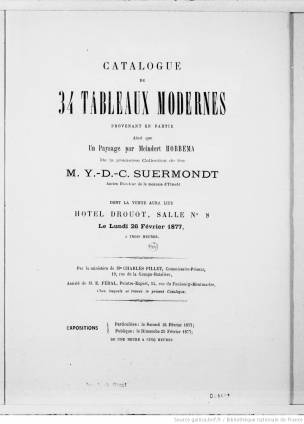 CATALOGUE
DE
34 TABLEAUX MODERNES
PROVENANT EN PARTIE
Ainsi que
Un Paysage par Meindert HOBBEMA
De la première Collection de feu
M. Y.-D.-C. SUERMONDT
Ancien Directeur de la monnaie d'Utrecht
DONT LA VENTE AURA LIEU
HOTEL DROUOT, SALLE N° 8
Le Lundi 26 Février 1877,
A TROIS HEURES.
Par le ministère de Me CHARLES PILLET, Commissaire-Priseur,
10, rue de la Grange-Batelière,
Assisté de M. E. FÉRAL, Peintre-Expert, 54, rue du Faubourg-Montmartre,
Chez lesquels se trouve le présent Catalogue.
EXPOSITIONS
Particulière: le Samedi 24 Février 1877;
Publique: le Dimanche 25 Février 1877;
DE UNE HEURE A CINQ HEURES
Source gallica.bnf.fr / Bibliothèque nationale de France